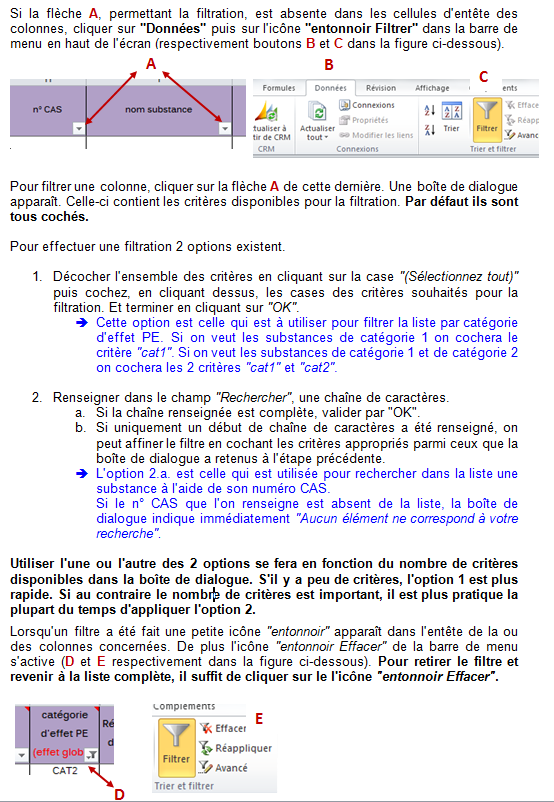 Si la flèche A, permettant la filtration, est absente dans les cellules d'entête des
colonnes, cliquer sur "Données" puis sur l'icône "entonnoir Filtrer" dans la barre de
menu en haut de l'écran (respectivement boutons B et C dans la figure ci-dessous).
A
B
C
n° CAS
nom substance
Formules Données Révision Affichage ents
tualiser à
tir de CRM
CRM
Actualiser
tout
Connexions
Propriétés
Modifier les liens
Connexions
Trier
Filtrer
Efface
Réapp
Avanc
Trier et filtrer
Pour filtrer une colonne, cliquer sur la flèche A de cette dernière. Une boîte de dialogue
apparaît. Celle-ci contient les critères disponibles pour la filtration. Par défaut ils sont
tous cochés.
Pour effectuer une filtration 2 options existent.
1. Décocher l'ensemble des critères en cliquant sur la case "(Sélectionnez tout)"
puis cochez, en cliquant dessus, les cases des critères souhaités pour la
filtration. Et terminer en cliquant sur "OK".
➔ Cette option est celle qui est à utiliser pour filtrer la liste par catégorie
d'effet PE. Si on veut les substances de catégorie 1 on cochera le
critère "cat1". Si on veut les substances de catégorie 1 et de catégorie 2
on cochera les 2 critères "cat1" et "cat2".
2. Renseigner dans le champ "Rechercher", une chaîne de caractères.
a. Si la chaîne renseignée est complète, valider par "OK".
b. Si uniquement un début de chaîne de caractères a été renseigné, on
peut affiner le filtre en cochant les critères appropriés parmi ceux que la
boîte de dialogue a retenus à l'étape précédente.
➔ L'option 2.a. est celle qui est utilisée pour rechercher dans la liste une
substance à l'aide de son numéro CAS.
Si le n° CAS que l'on renseigne est absent de la liste, la boîte de
dialogue indique immédiatement "Aucun élément ne correspond à votre
recherche".
Utiliser l'une ou l'autre des 2 options se fera en fonction du nombre de critères
disponibles dans la boîte de dialogue. S'il y a peu de critères, l'option 1 est plus
rapide. Si au contraire le nombre de critères est important, il est plus pratique la
plupart du temps d'appliquer l'option 2.
Lorsqu'un filtre a été fait une petite icône "entonnoir" apparaît dans l'entête de la ou
des colonnes concernées. De plus l'icône "entonnoir Effacer" de la barre de menu
s'active (D et E respectivement dans la figure ci-dessous). Pour retirer le filtre et
revenir à la liste complète, il suffit de cliquer sur le l'icône "entonnoir Effacer".
catégorie
d'effet PE
(effet glob
CAT2
Ré
d
D
Compléments
Filtrer
Effacer
Réappliquer
Avancé
Trier et filtrer
E